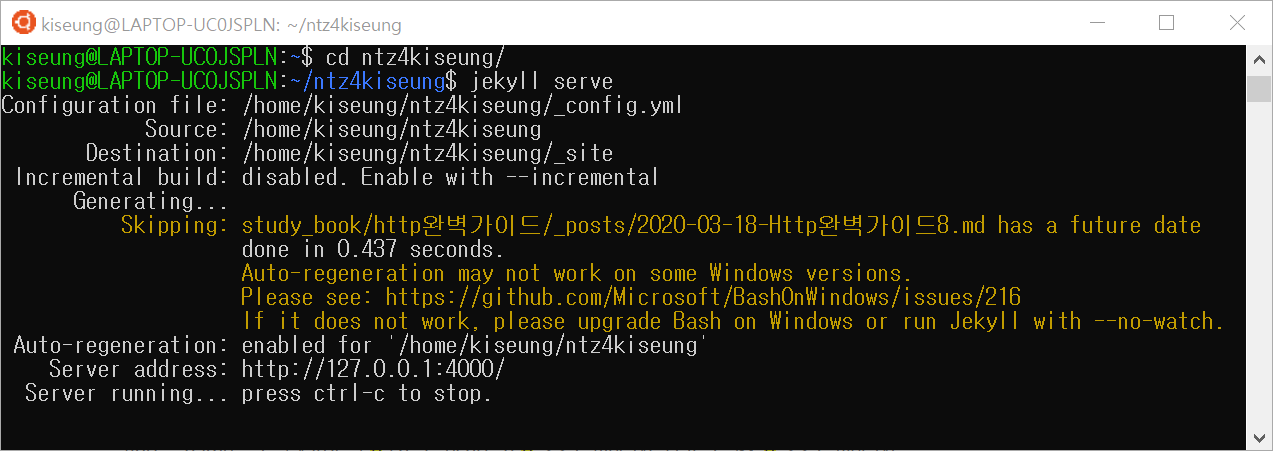 kiseung@LAPTOP-UC0JSPLN: ~/ntz4kiseung
kiseung@LAPTOP-UC0JSPLN:~$ cd ntz4kiseung/
kiseung@LAPTOP-UC0JSPLN:~/ntz4kiseung$ jekyll serve
Configuration file: /home/kiseung/ntz4kiseung/_config.yml
Source: /home/kiseung/ntz4kiseung
Destination: /home/kiseung/ntz4kiseung/_site
Incremental build: disabled. Enable with --incremental
Generating...
Skipping: study_book/http완벽가이드/_posts/2020-03-18-Http완벽가이드8.md has a future date
done in 0.437 seconds.
Auto-regeneration may not work on some Windows versions.
Please see: https://github.com/Microsoft/BashOnWindows/issues/216
If it does not work, please upgrade Bash on Windows or run Jekyll with --no-watch.
Auto-regeneration: enabled for '/home/kiseung/ntz4kiseung'
Server address: http://127.0.0.1:4000/
Server running... press ctrl-c to stop.